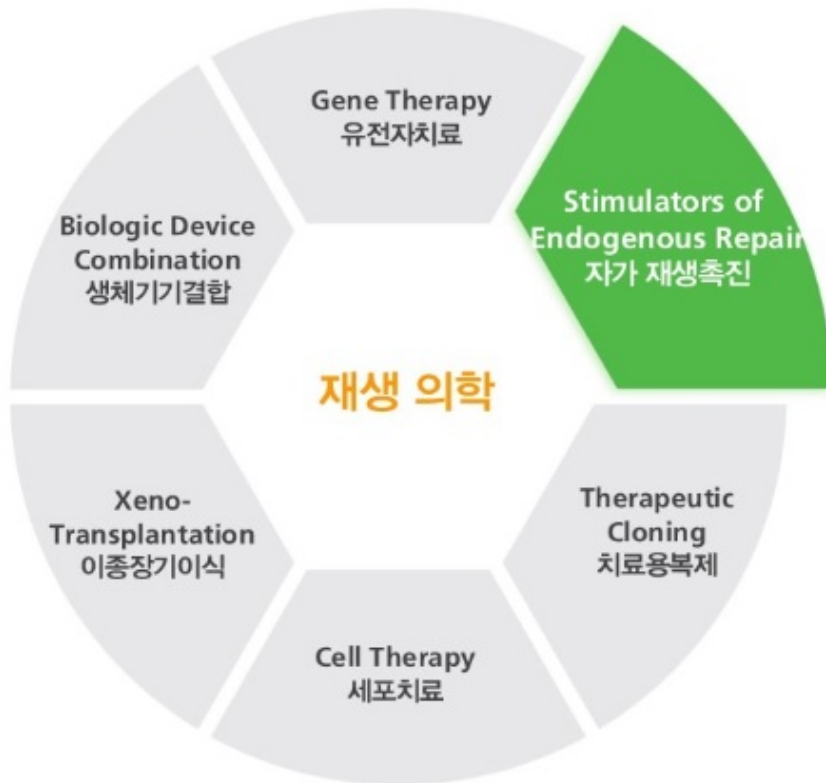 Gene Therapy
유전자치료
Stimulators of
Endogenous Repair
자가 재생촉진
Biologic Device
Combination
생체기기결합
재생 의학
Xeno-
Transplantation
이종장기이식
Therapeutic
Cloning
치료용복제
Cell Therapy
세포치료